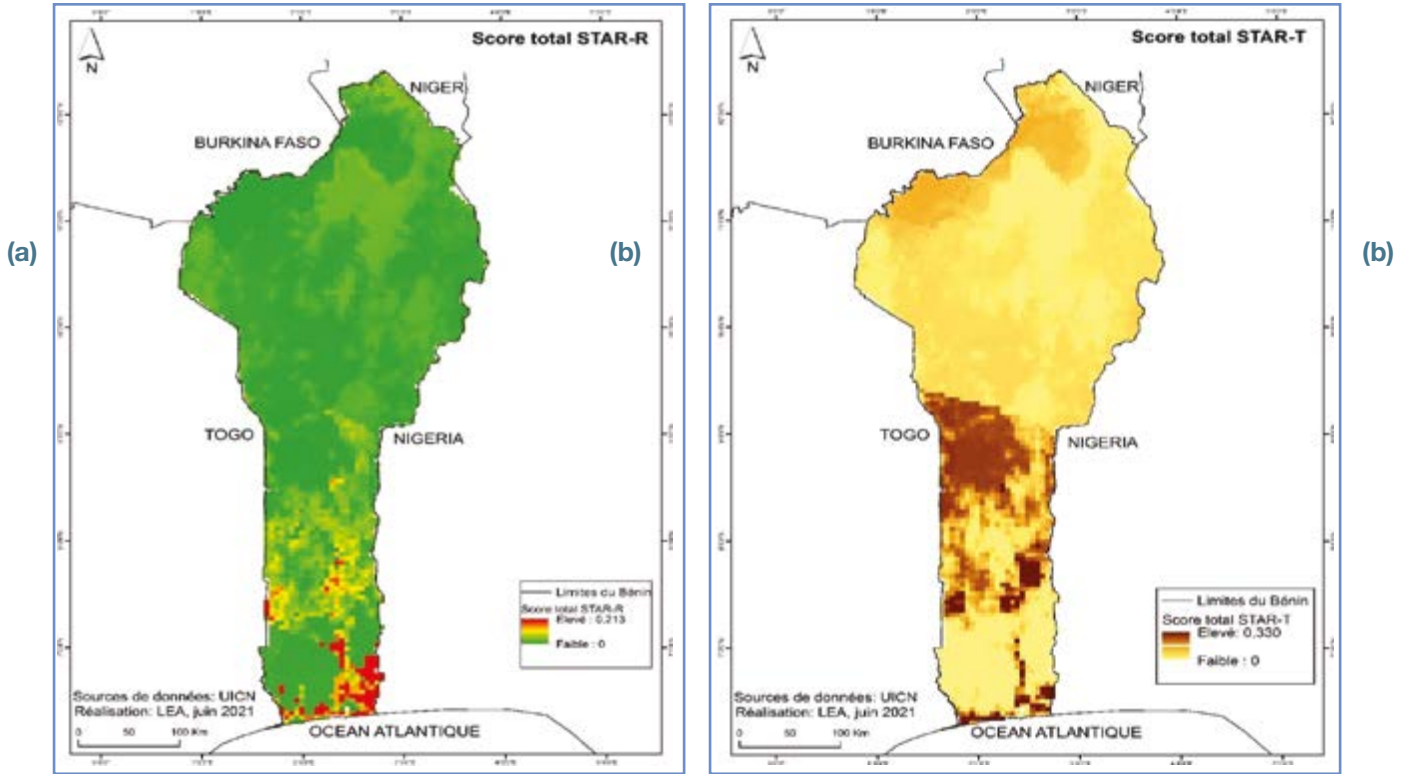 (a)
Score total STAR-R
N
NIGER
BURKINA FASO
TOGO
NIGERIA
Limites du Bénin
Score total STAR-R
Elevé : 0,213
Faible : 0
Sources de données: UICN
Réalisation: LEA, juin 2021
0 50 100 Km
OCEAN ATLANTIQUE
(b)
Score total STAR-T
N
NIGER
BURKINA FASO
TOGO
NIGERIA
Limites du Bénin
Score total STAR-T
Elevé: 0,330
Faible : 0
Sources de données: UICN
Réalisation: LEA, juin 2021
0 50 100 Km
OCEAN ATLANTIQUE
(b)